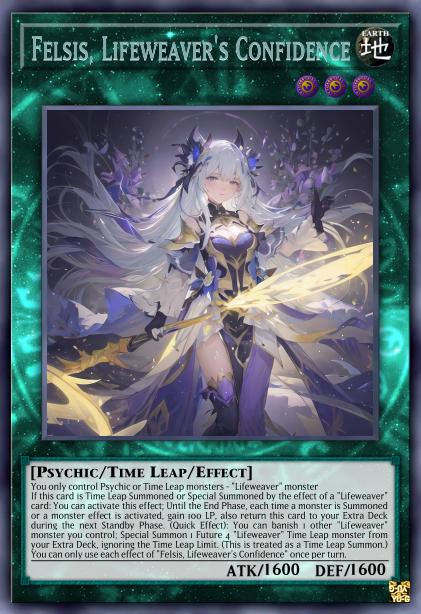 Felsis, Lifeweaver's Confidence
EARTH
地
[Psychic/Time Leap/Effect]
You only control Psychic or Time Leap monsters - "Lifeweaver" monster
If this card is Time Leap Summoned or Special Summoned by the effect of a "Lifeweaver"
card: You can activate this effect; Until the End Phase, each time a monster is Summoned
or a monster effect is activated, gain 100 LP, also return this card to your Extra Deck
during the next Standby Phase. (Quick Effect): You can banish 1 other "Lifeweaver"
monster you control; Special Summon 1 Future 4 "Lifeweaver" Time Leap monster from
your Extra Deck, ignoring the Time Leap Limit. (This is treated as a Time Leap Summon.)
You can only use each effect of "Felsis, Lifeweaver's Confidence" once per turn.
ATK/1600 DEF/1600